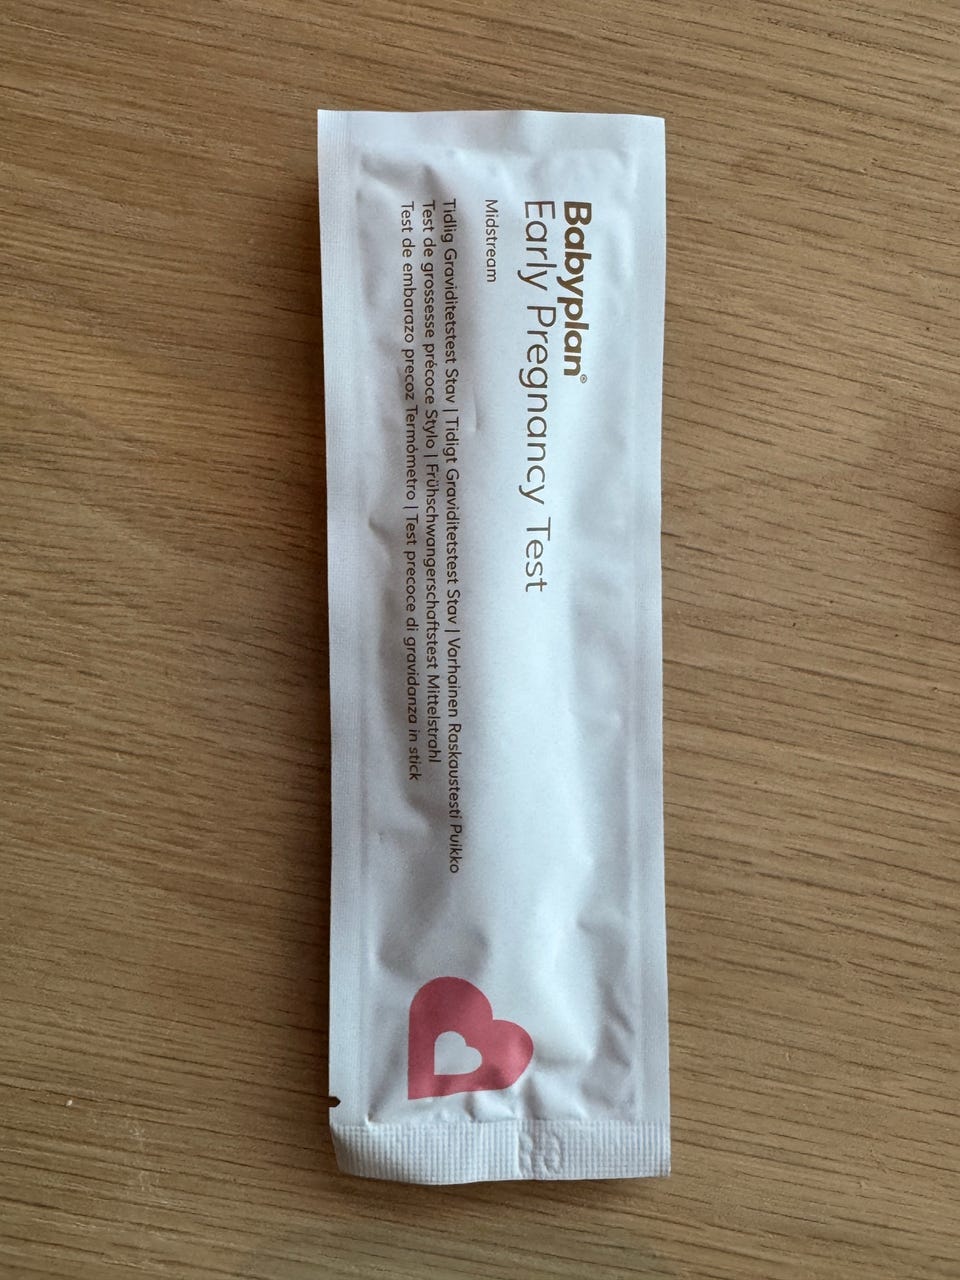 Babyplan®
Early Pregnancy Test
Midstream
Tidlig Graviditetstest Stav | Tidigt Graviditetstest Stav | Varhainen Raskaustesti Puikko
Test de grossesse précoce Stylo | Frühschwangerschaftstest Mittelstrahl
Test de embarazo precoz Termómetro | Test precoce di gravidanza in stick